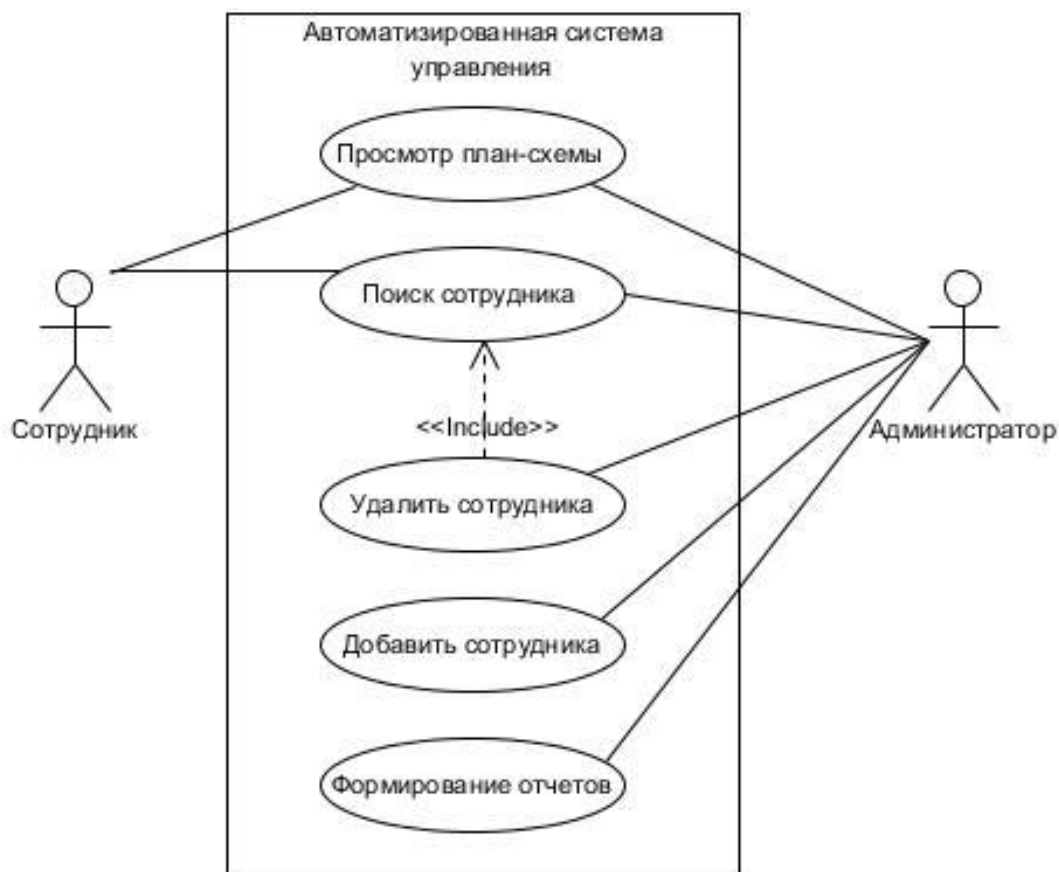 Автоматизированная система
управления
Просмотр план-схемы
Поиск сотрудника
Сотрудник
<<Include>>
Администратор
Удалить сотрудника
Добавить сотрудника
Формирование отчетов